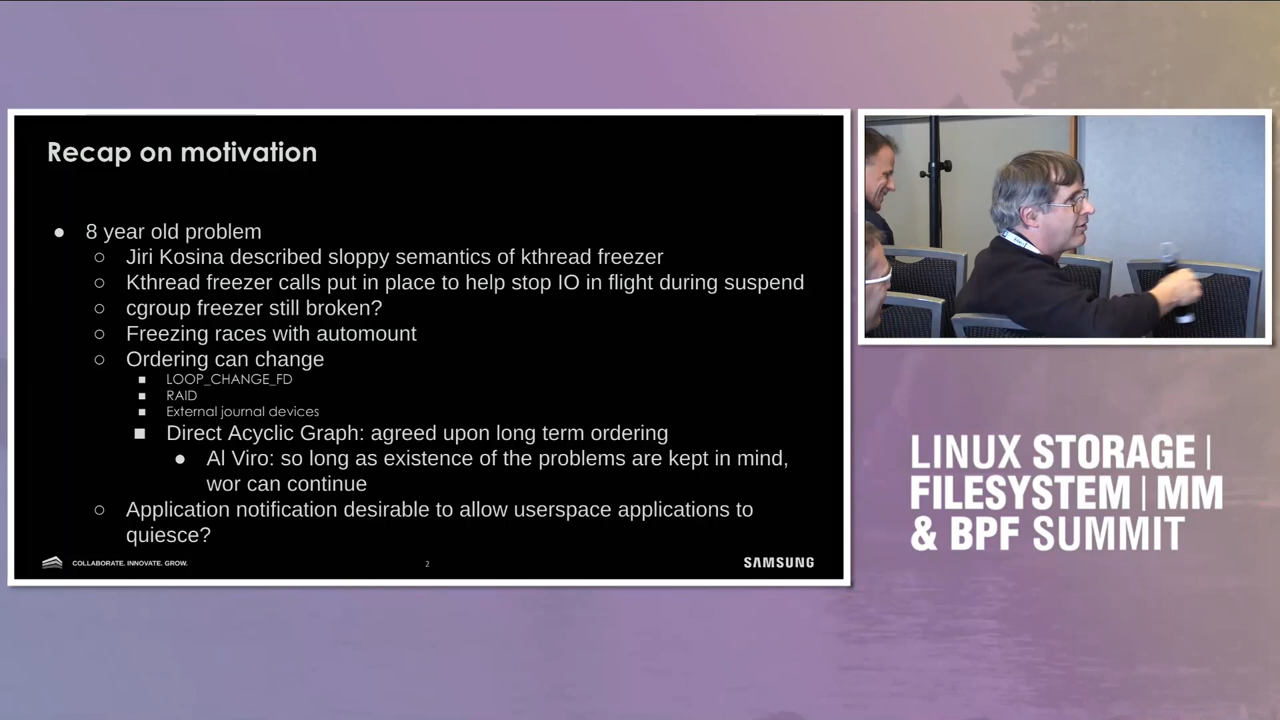 Recap on motivation
● 8 year old problem
○ Jiri Kosina described sloppy semantics of kthread freezer
○ Kthread freezer calls put in place to help stop IO in flight during suspend
○ cgroup freezer still broken?
○ Freezing races with automount
○ Ordering can change
■ LOOP_CHANGE_FD
■ RAID
■ External journal devices
■ Direct Acyclic Graph: agreed upon long term ordering
● Al Viro: so long as existence of the problems are kept in mind,
wor can continue
○ Application notification desirable to allow userspace applications to
quiesce?
COLLABORATE. INNOVATE. GROW.
2
SAMSUNG
LINUX STORAGE |
FILESYSTEM | MM
& BPF SUMMIT